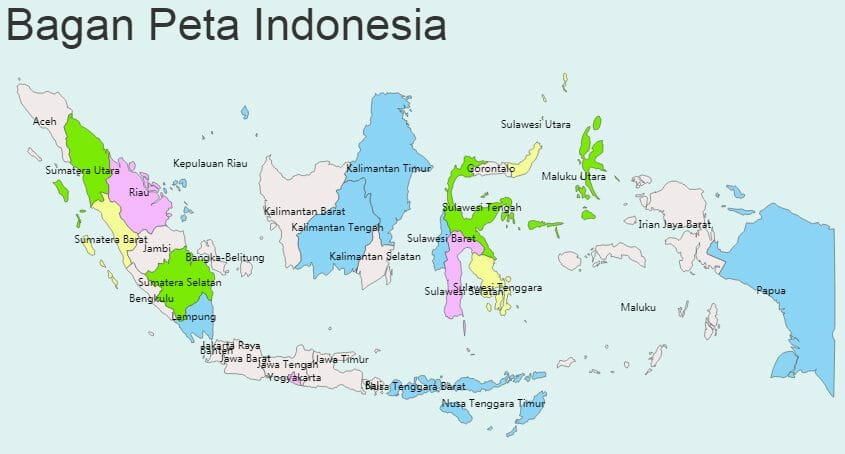 Bagan Peta Indonesia
Aceh
Sumatera Utara
Riau
Kepulauan Riau
Sumatera Barat
Jambi
Bangka-Belitung
Sumatera Selatan
Bengkulu
Lampung
Jakarta Raya
Banten
Jawa Barat
Jawa Tengah
Jawa Timur
Yogyakarta
Bali
Nusa Tenggara Barat
Nusa Tenggara Timur
Kalimantan Barat
Kalimantan Tengah
Kalimantan Timur
Kalimantan Selatan
Sulawesi Utara
Gorontalo
Sulawesi Tengah
Sulawesi Barat
Sulawesi Selatan
Sulawesi Tenggara
Maluku Utara
Maluku
Irian Jaya Barat
Papua